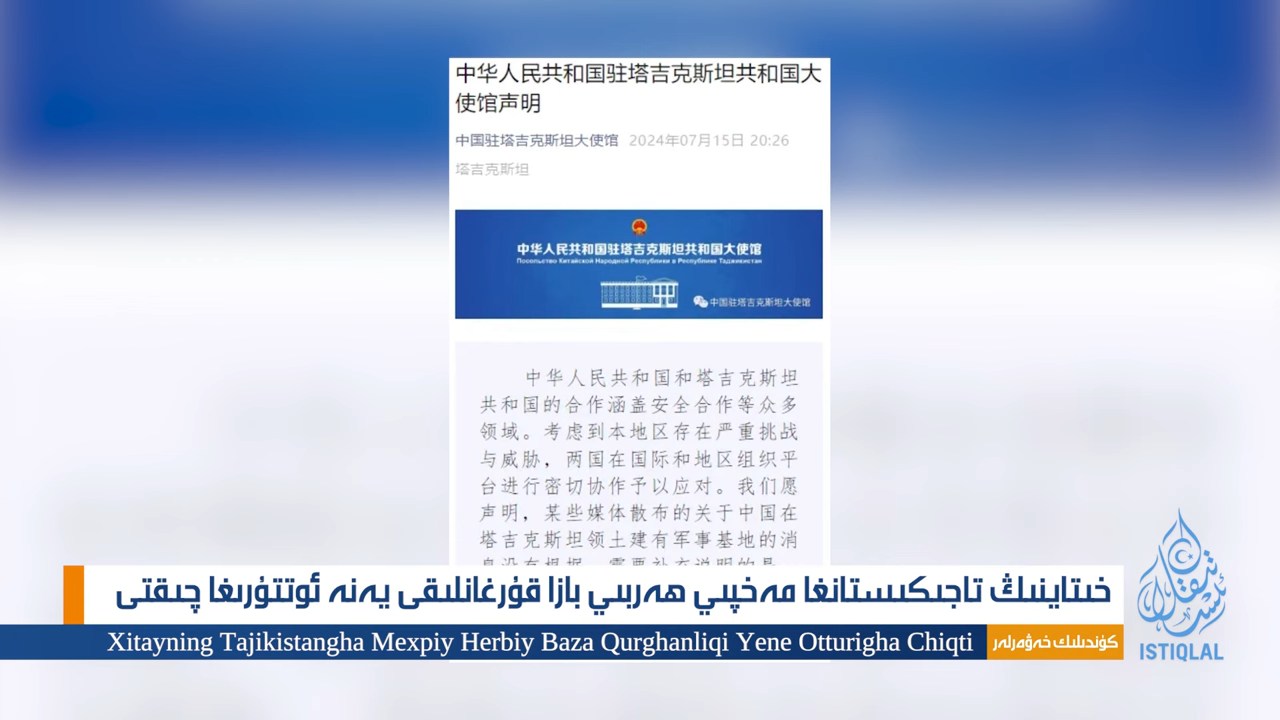 中华人民共和国驻塔吉克斯坦共和国大
使馆声明
中国驻塔吉克斯坦大使馆 2024年07月15日 20:26
塔吉克斯坦
中华人民共和国驻塔吉克斯坦共和国大使馆
Посольство Китайской Народной Республики в Республике Таджикистан
中国驻塔吉克斯坦大使馆
中华人民共和国和塔吉克斯坦
共和国的合作涵盖安全合作等众多
领域。考虑到本地区存在严重挑战
与威胁，两国在国际和地区组织平
台进行密切协作予以应对。我们愿
声明，某些媒体散布的关于中国在
塔吉克斯坦领土建有军事基地的消
خىتاينىڭ تاجىكىستانغا مەخپىي ھەربىي بازا قۇرغانلىقى يەنە ئوتتۇرىغا چىقتى
Xitayning Tajikistangha Mexpiy Herbiy Baza Qurghanliqi Yene Otturigha Chiqti
كۈندىلىك خەۋەرلەر
ISTIQLAL